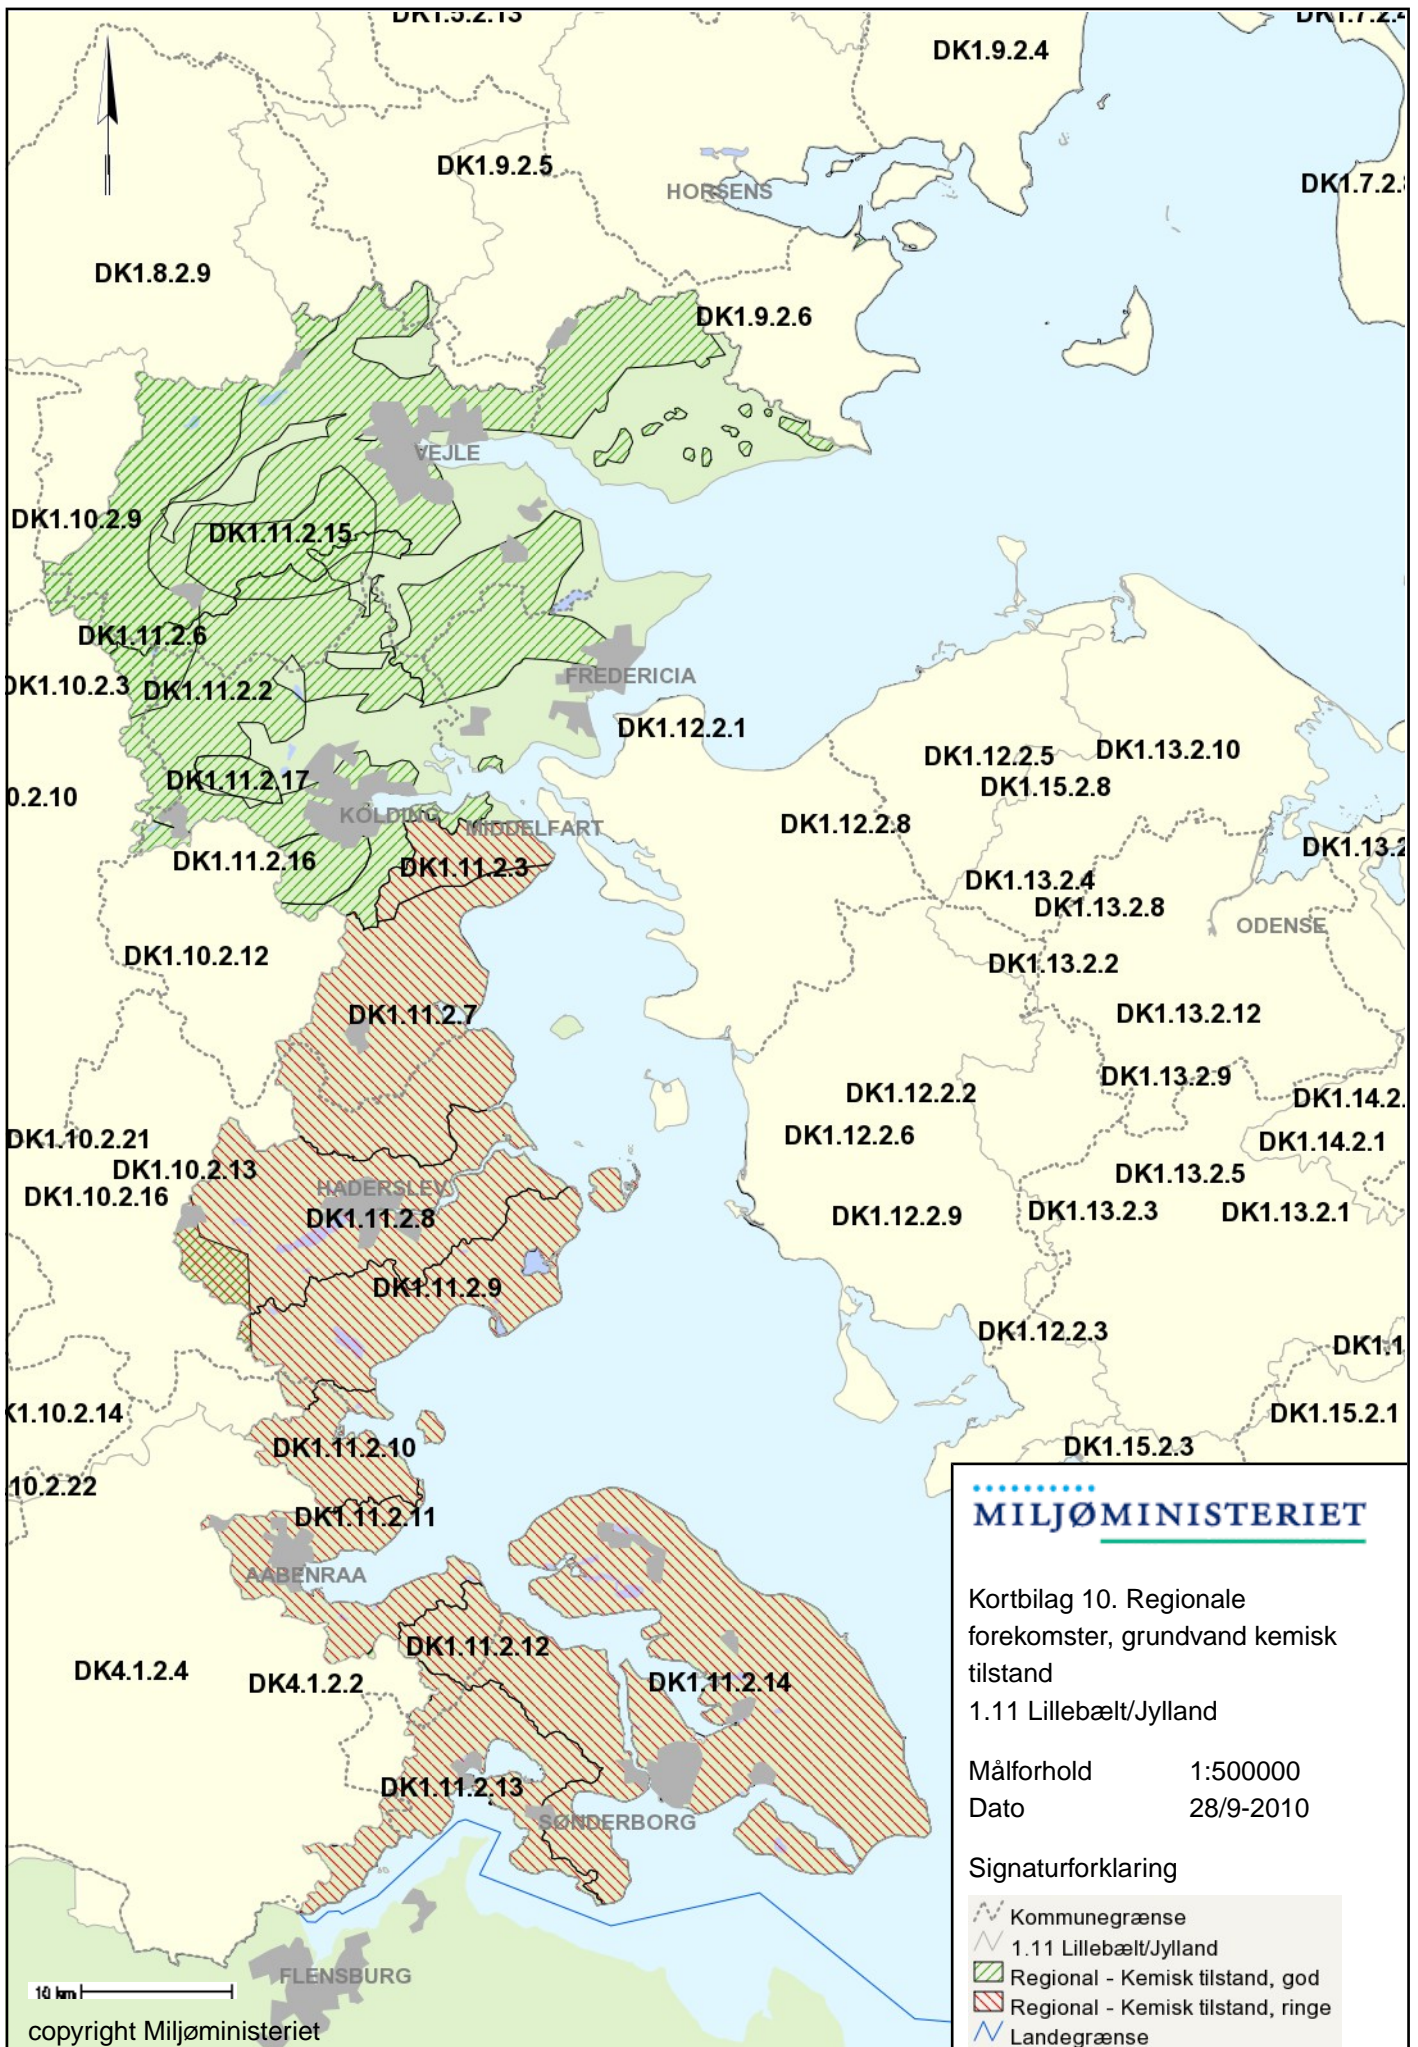 DK1.5.2.13
DK1.7.2.4
DK1.9.2.4
DK1.9.2.5
HORSENS
DK1.7.2.
DK1.8.2.9
DK1.9.2.6
VEJLE
DK1.10.2.9
DK1.11.2.15
DK1.11.2.6
DK1.10.2.3
DK1.11.2.2
FREDERICIA
DK1.12.2.1
DK1.12.2.5
DK1.13.2.10
DK1.15.2.8
0.2.10
DK1.11.2.17
KOLDING
MIDDELFART
DK1.12.2.8
DK1.13.2
DK1.11.2.16
DK1.11.2.3
DK1.13.2.4
DK1.13.2.8
ODENSE
DK1.10.2.12
DK1.13.2.2
DK1.11.2.7
DK1.13.2.12
DK1.13.2.9
DK1.12.2.2
DK1.14.2.
DK1.10.2.21
DK1.12.2.6
DK1.14.2.1
DK1.10.2.13
DK1.13.2.5
DK1.10.2.16
HADERSLEV
DK1.11.2.8
DK1.12.2.9
DK1.13.2.3
DK1.13.2.1
DK1.11.2.9
DK1.12.2.3
DK1.1
K1.10.2.14
DK1.15.2.1
DK1.11.2.10
DK1.15.2.3
.10.2.22
DK1.11.2.11
AABENRAA
DK1.11.2.12
DK4.1.2.4
DK4.1.2.2
DK1.11.2.14
DK1.11.2.13
SØNDERBORG
FLENSBURG
10 km
copyright Miljøministeriet
MILJØMINISTERIET
Kortbilag 10. Regionale
forekomster, grundvand kemisk
tilstand
1.11 Lillebælt/Jylland
Målforhold 1:500000
Dato 28/9-2010
Signaturforklaring
Kommunegrænse
1.11 Lillebælt/Jylland
Regional - Kemisk tilstand, god
Regional - Kemisk tilstand, ringe
Landegrænse